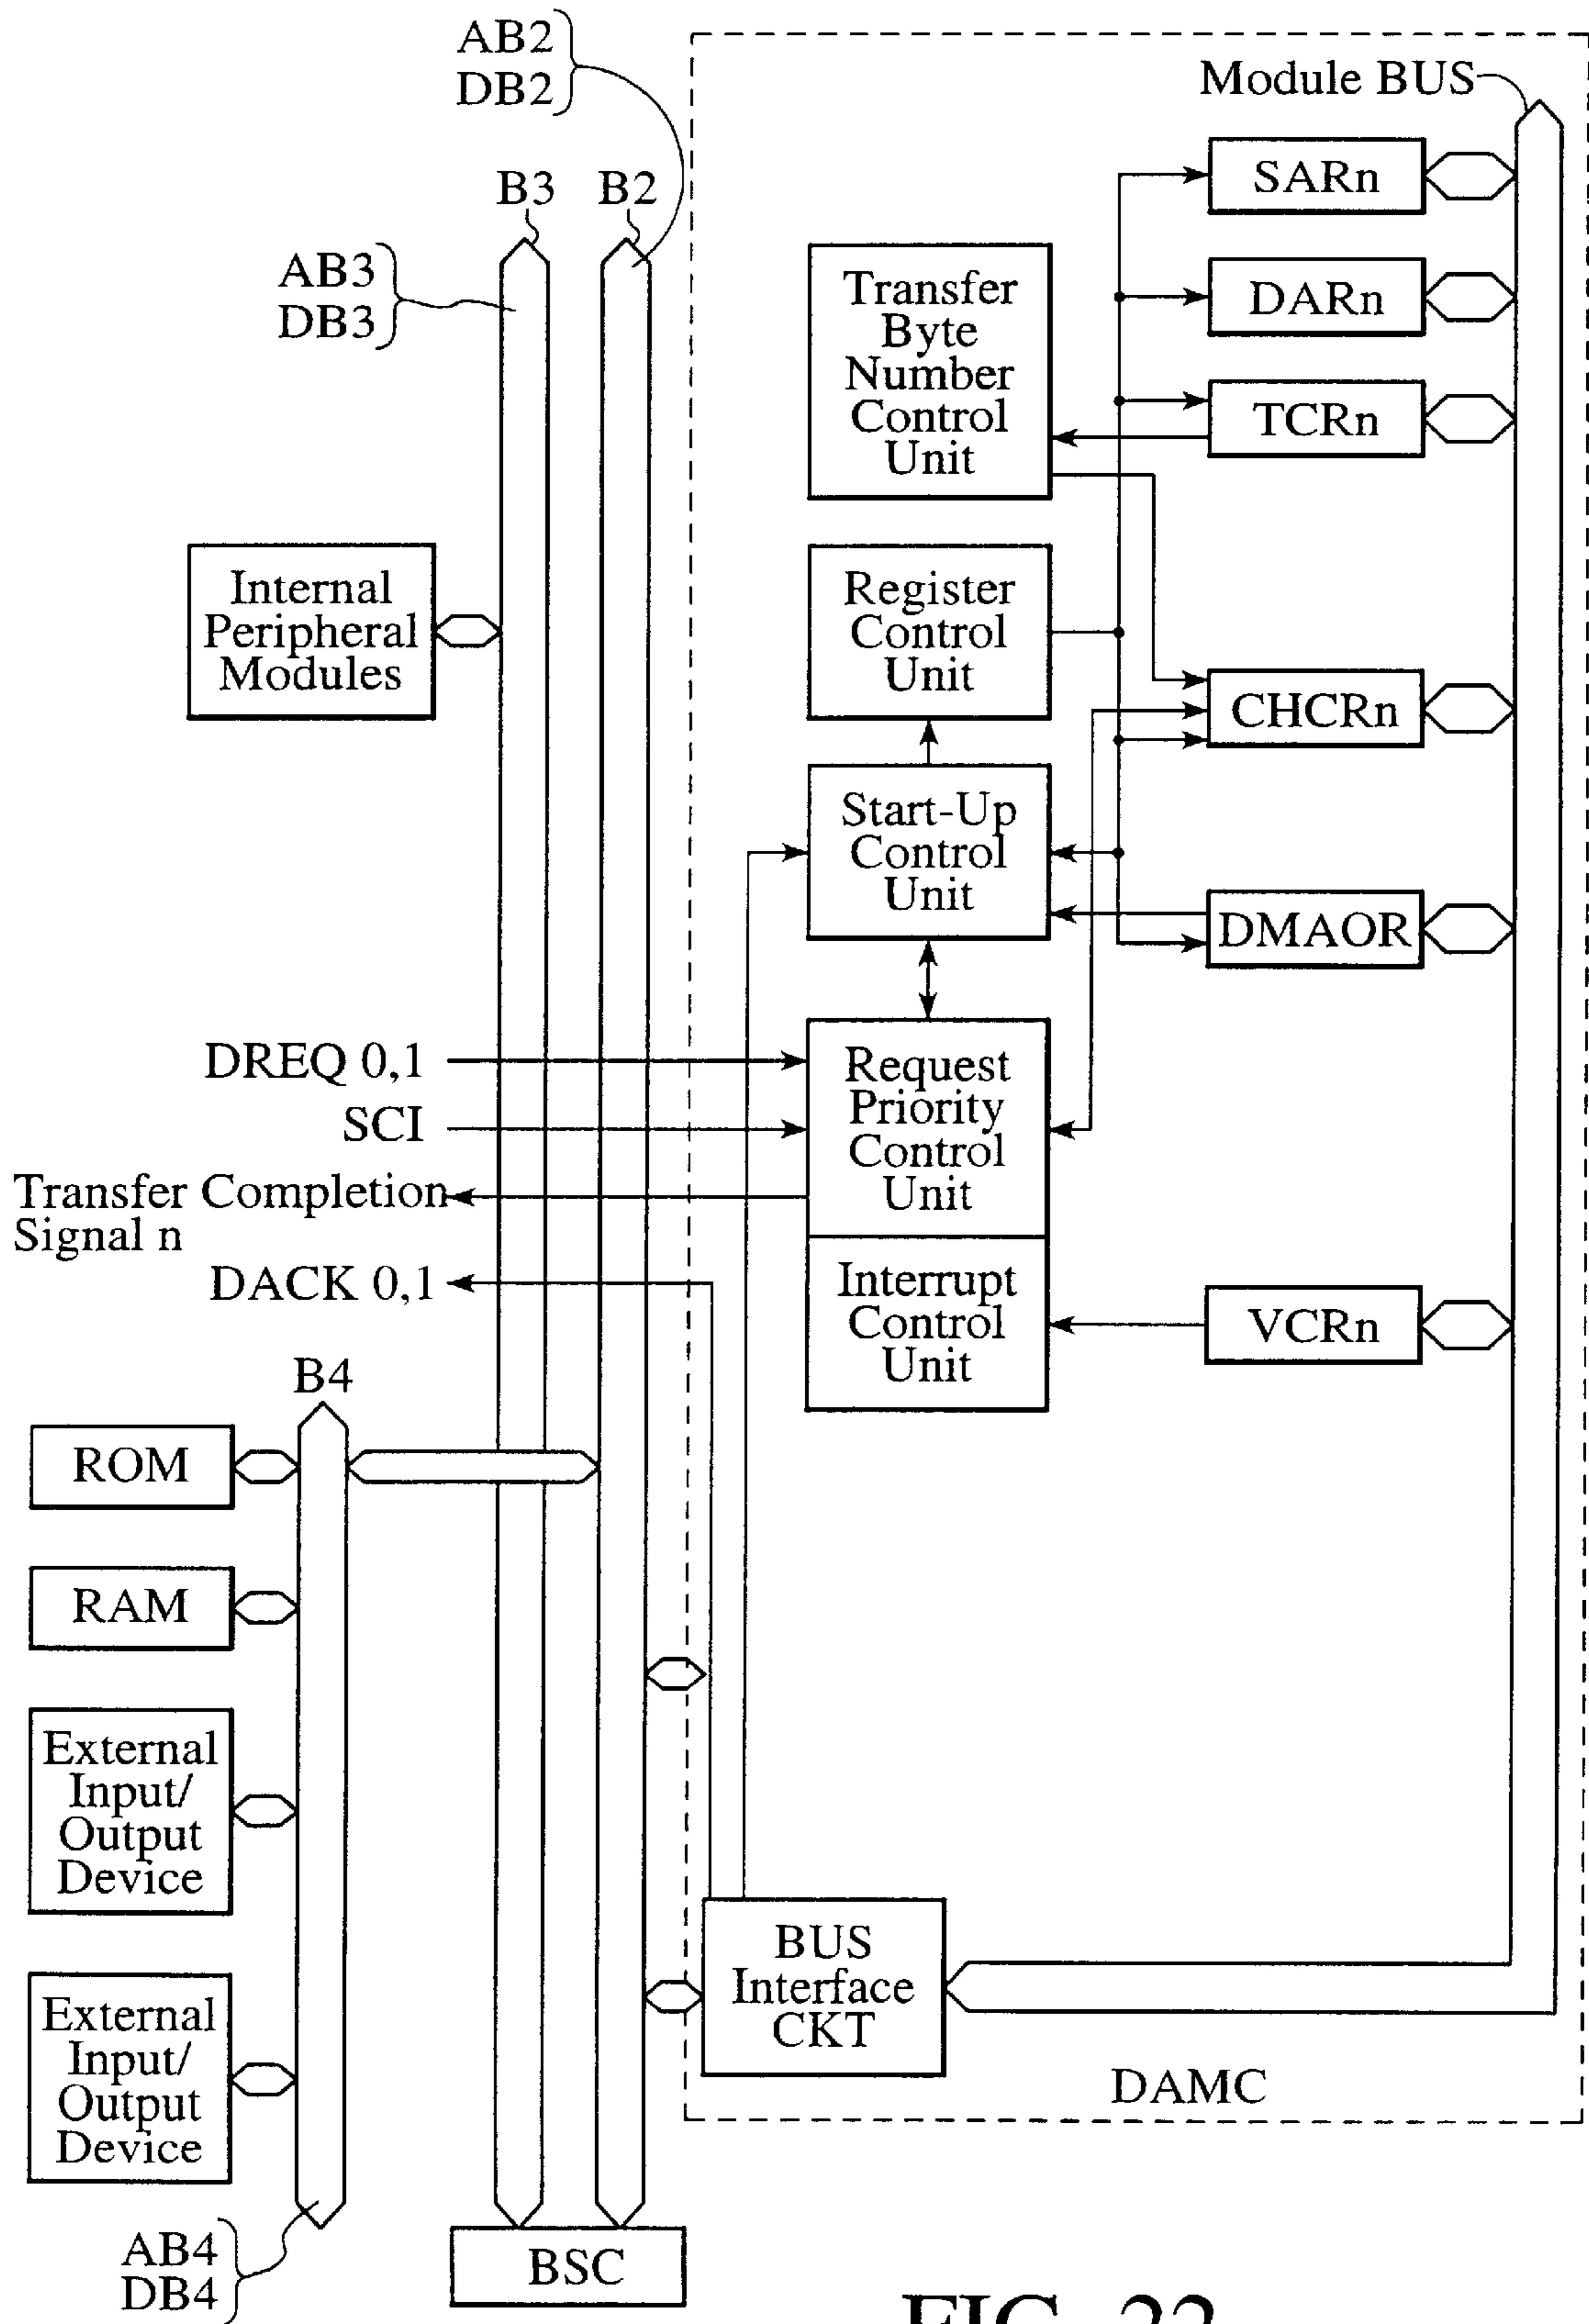 AB2
DB2
Module BUS
SARn
B3
B2
AB3
DB3
Transfer
Byte
Number
Control
Unit
DARn
TCRn
Internal
Peripheral
Modules
Register
Control
Unit
CHCRn
Start-Up
Control
Unit
DMAOR
DREQ 0,1
SCI
Transfer Completion
Signal n
DACK 0,1
Request
Priority
Control
Unit
Interrupt
Control
Unit
VCRn
B4
ROM
RAM
External
Input/
Output
Device
External
Input/
Output
Device
BUS
Interface
CKT
DAMC
AB4
DB4
BSC
FIG. 22